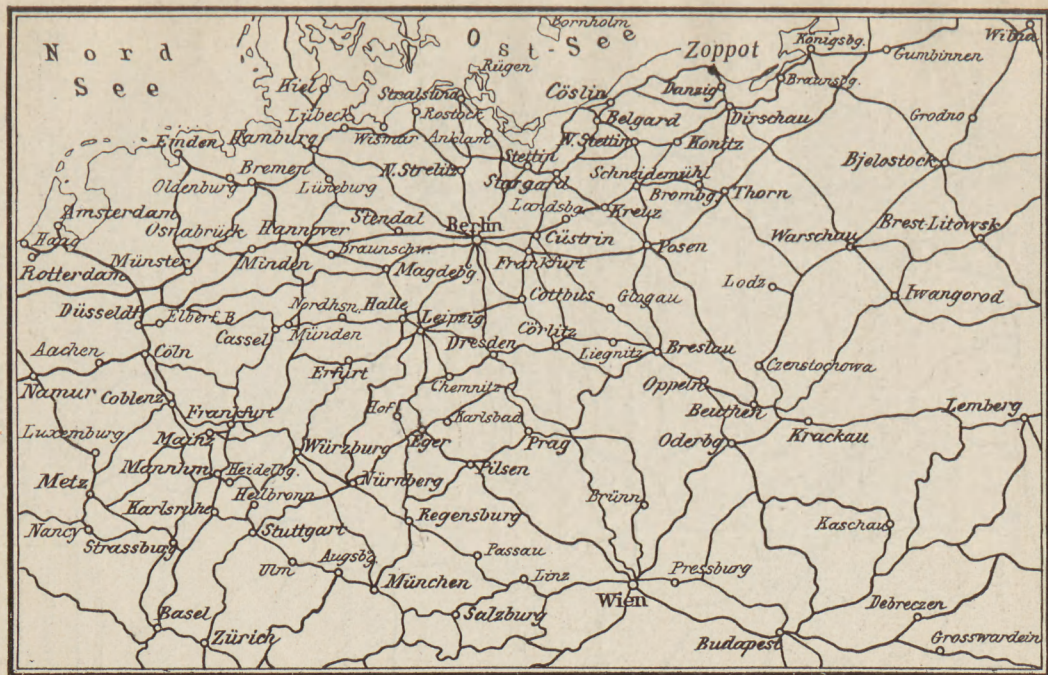 Nord
See
Ost-See
Bornholm
Rügen
Zoppot
Königsbg.
Gumbinnen
Wilna
Kiel
Stralsund
Rostock
Cöslin
Danzig
Braunsbg.
Lübeck
Wismar
Anklam
Belgard
Dirschau
Grodno
Emden
Hamburg
N. Stettin
Konitz
Stettin
Bjelostock
Oldenburg
Bremen
Lüneburg
N. Strelitz
Stargard
Schneidemühl
Brombg.
Thorn
Landsbg.
Kreuz
Amsterdam
Haag
Osnabrück
Hannover
Stendal
Berlin
Cüstrin
Posen
Warschau
Brest-Litowsk
Rotterdam
Münster
Minden
Braunschw.
Magdebg.
Frankfurt
Lodz
Iwangorod
Düsseldf.
Elberf. B.
Cassel
Nordhsn.
Münden
Halle
Leipzig
Cottbus
Glogau
Görlitz
Liegnitz
Breslau
Aachen
Cöln
Erfurt
Dresden
Chemnitz
Czenstochowa
Namur
Coblenz
Frankfurt
Hof
Karlsbad
Oppeln
Beuthen
Krackau
Lemberg
Luxemburg
Mainz
Würzburg
Eger
Prag
Oderbg
Metz
Mannhm.
Heidelbg.
Heilbronn
Nürnberg
Pilsen
Brünn
Karlsruhe
Regensburg
Kaschau
Nancy
Strassburg
Stuttgart
Passau
Ulm
Augsbg.
München
Linz
Wien
Pressburg
Salzburg
Debreczen
Basel
Zürich
Budapest
Grosswardein